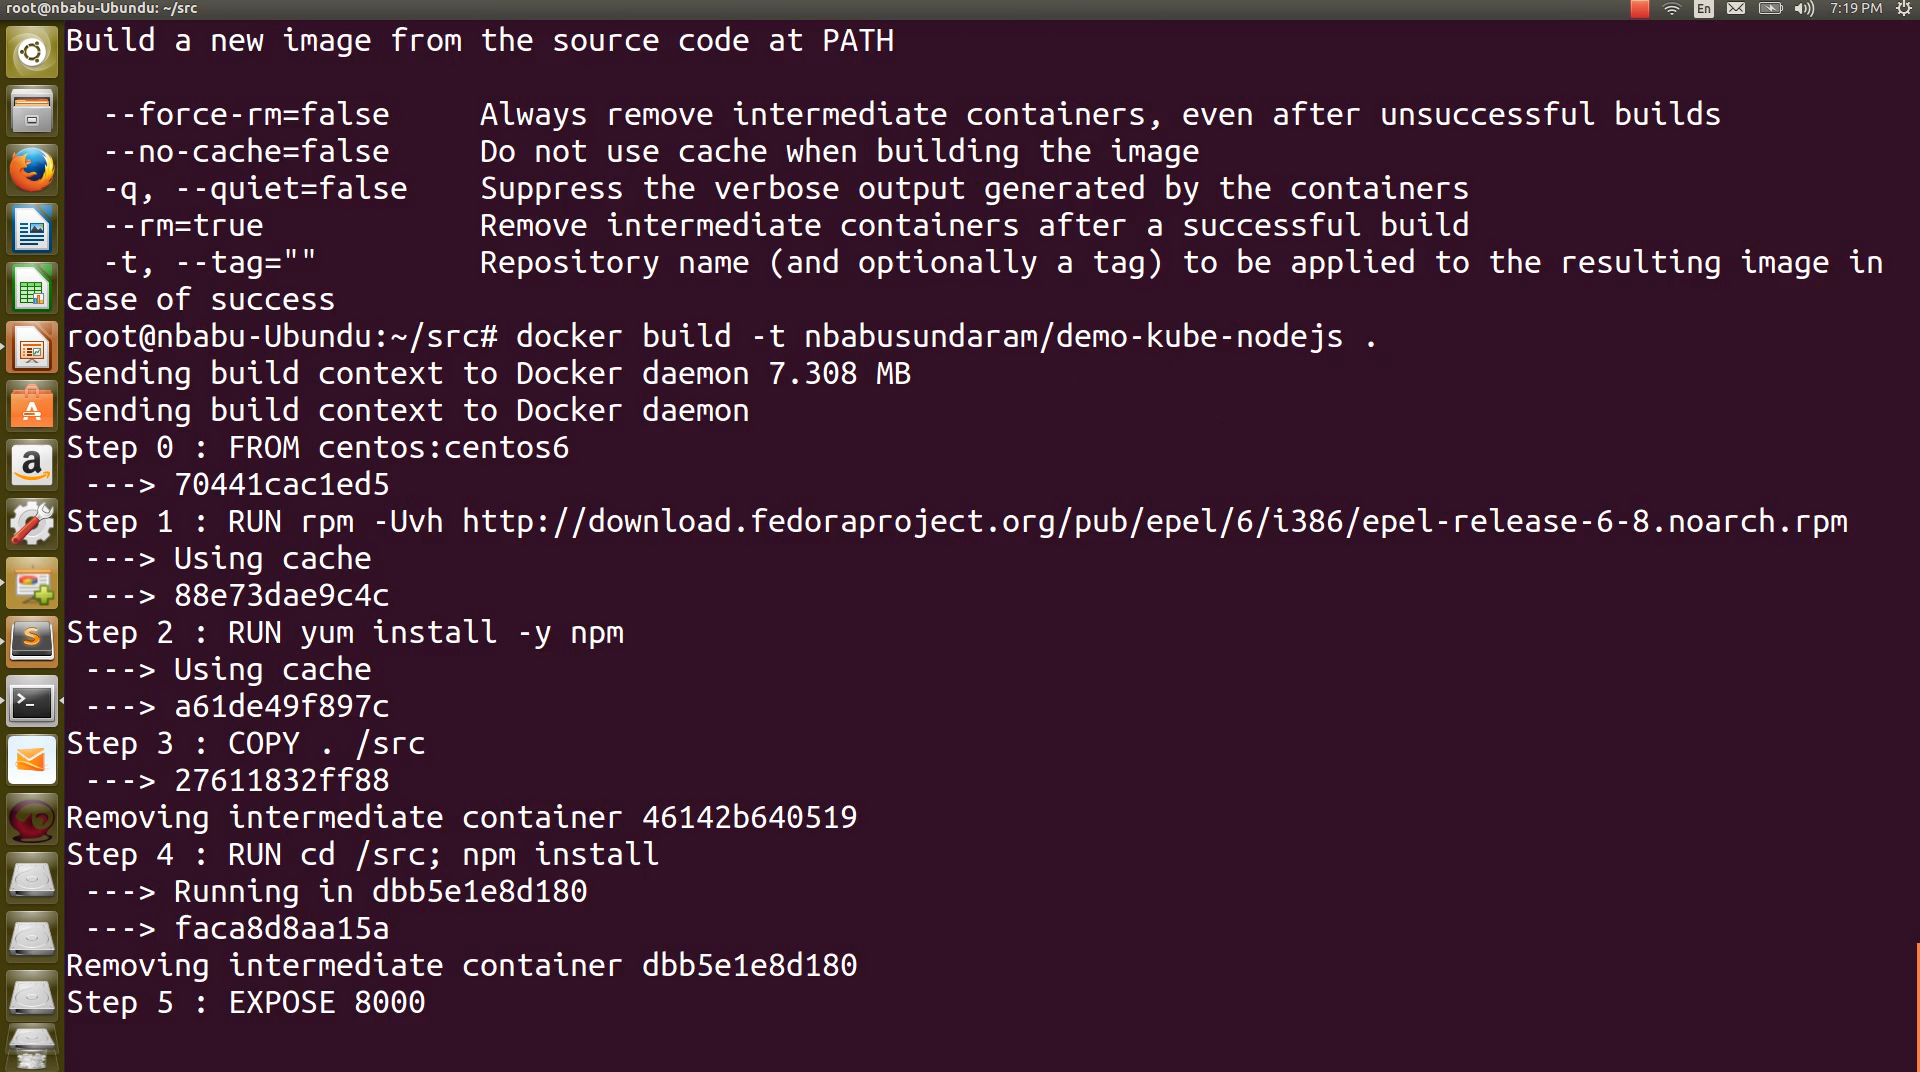 root@nbabu-Ubundu: ~/src
En
7:19 PM
Build a new image from the source code at PATH
--force-rm=false Always remove intermediate containers, even after unsuccessful builds
--no-cache=false Do not use cache when building the image
-q, --quiet=false Suppress the verbose output generated by the containers
--rm=true Remove intermediate containers after a successful build
-t, --tag="" Repository name (and optionally a tag) to be applied to the resulting image in
case of success
root@nbabu-Ubundu:~/src# docker build -t nbabusundaram/demo-kube-nodejs .
Sending build context to Docker daemon 7.308 MB
Sending build context to Docker daemon
Step 0 : FROM centos:centos6
---> 70441cac1ed5
Step 1 : RUN rpm -Uvh http://download.fedoraproject.org/pub/epel/6/i386/epel-release-6-8.noarch.rpm
---> Using cache
---> 88e73dae9c4c
Step 2 : RUN yum install -y npm
---> Using cache
---> a61de49f897c
Step 3 : COPY . /src
---> 27611832ff88
Removing intermediate container 46142b640519
Step 4 : RUN cd /src; npm install
---> Running in dbb5e1e8d180
---> faca8d8aa15a
Removing intermediate container dbb5e1e8d180
Step 5 : EXPOSE 8000